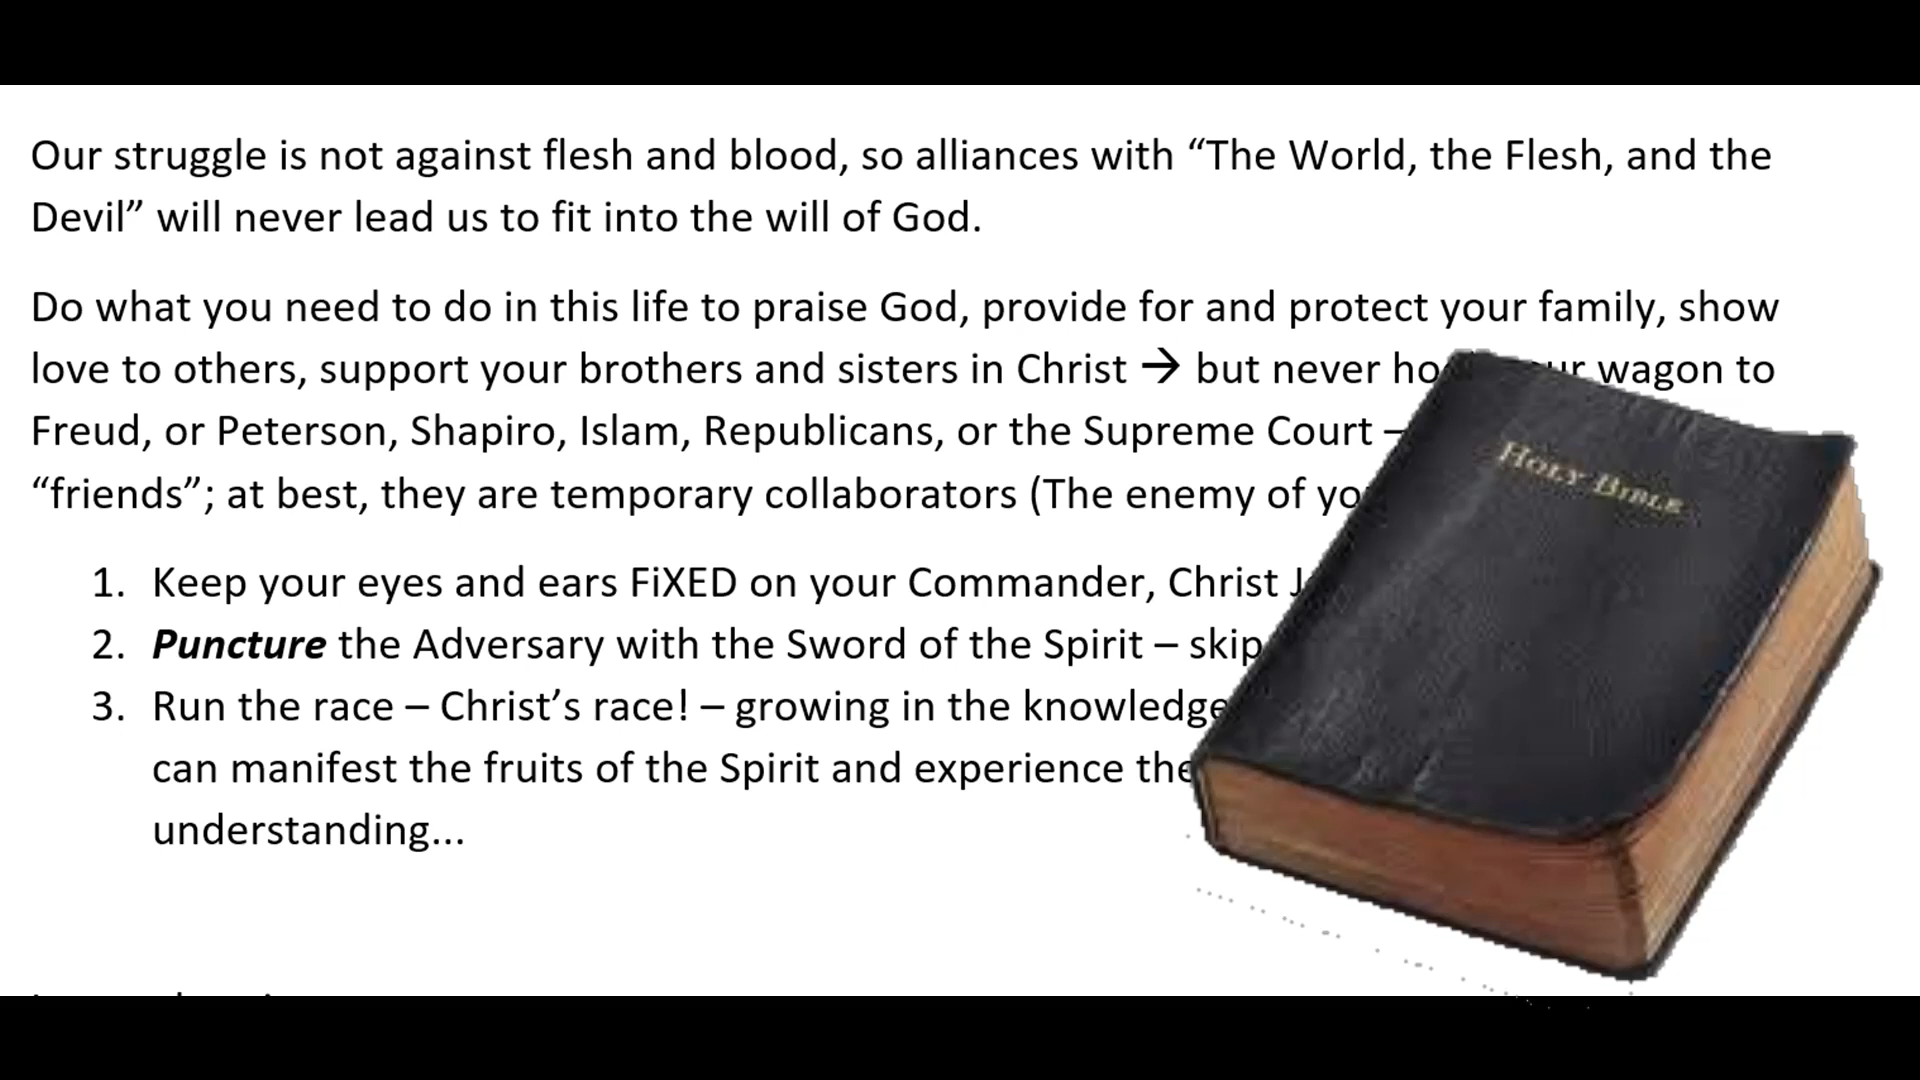 Our struggle is not against flesh and blood, so alliances with “The World, the Flesh, and the
Devil” will never lead us to fit into the will of God.
Do what you need to do in this life to praise God, provide for and protect your family, show
love to others, support your brothers and sisters in Christ → but never wagon to
Freud, or Peterson, Shapiro, Islam, Republicans, or the Supreme Court –
“friends”; at best, they are temporary collaborators (The enemy of
1. Keep your eyes and ears FiXED on your Commander, Christ
2. Puncture the Adversary with the Sword of the Spirit – skip
3. Run the race – Christ’s race! – growing in the knowledge
can manifest the fruits of the Spirit and experience the
understanding...
HOLY BIBLE